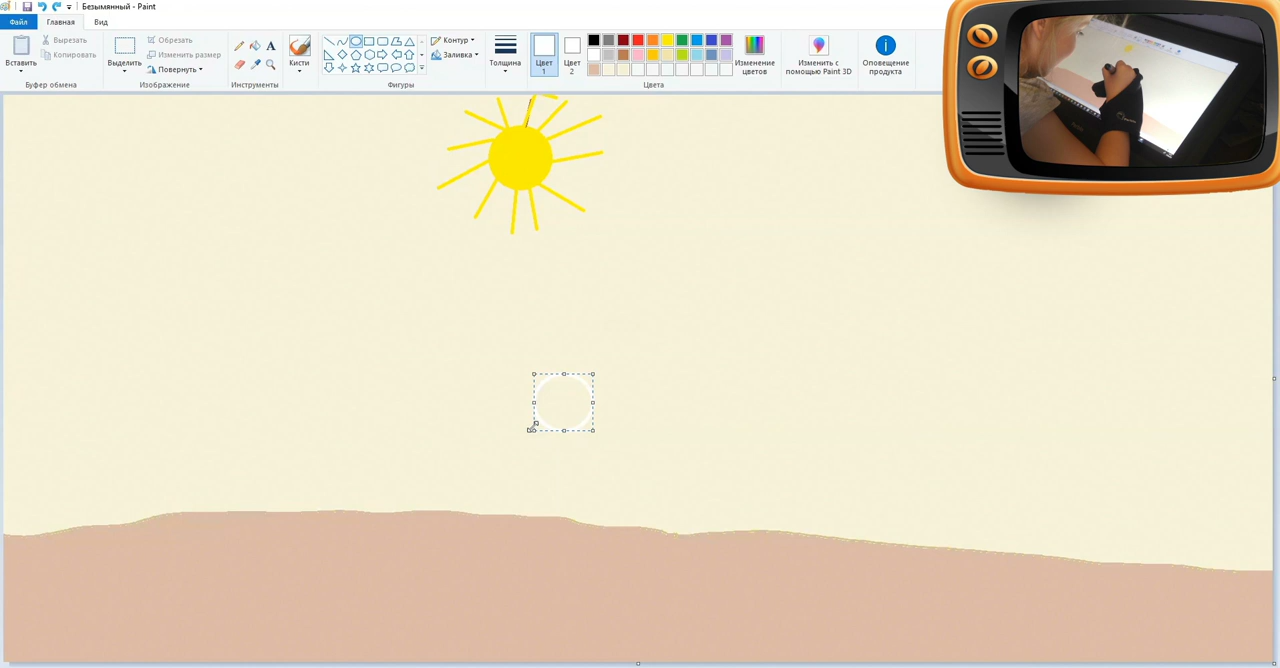 Безымянный - Paint
Файл Главная Вид
Вставить
Вырезать
Копировать
Буфер обмена
Выделить
Обрезать
Изменить размер
Повернуть
Изображение
A
Инструменты
Кисти
Контур
Заливка
Фигуры
Толщина
Цвет
1
Цвет
2
Изменение
цветов
Цвета
Изменить с
помощью Paint 3D
Оповещение
продукта